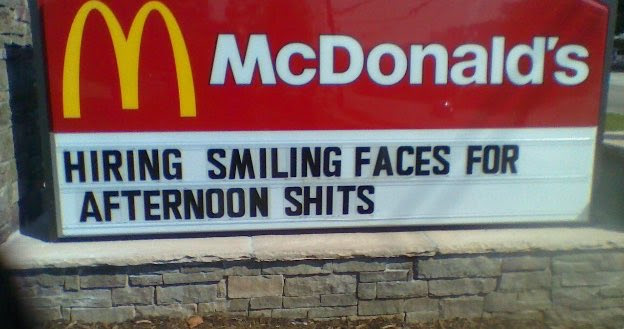 McDonald's
HIRING SMILING FACES FOR
AFTERNOON SHITS